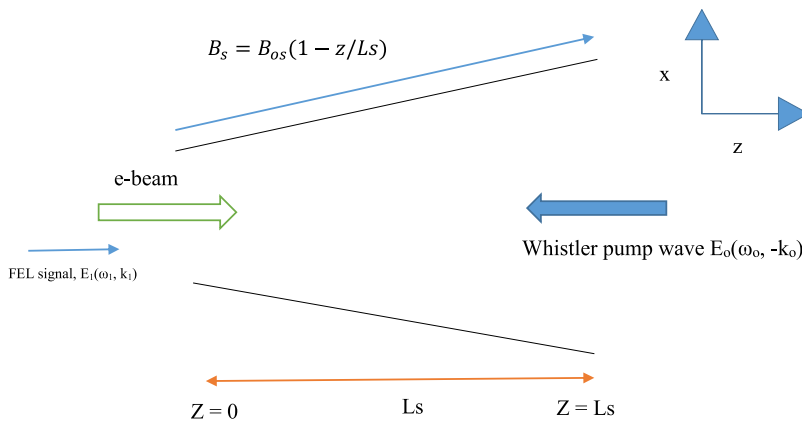 B_s = B_os(1 − z/Ls)
x
z
e-beam
Whistler pump wave E_o(ω_o, -k_o)
FEL signal, E_1(ω_1, k_1)
Z = 0
Ls
Z = Ls